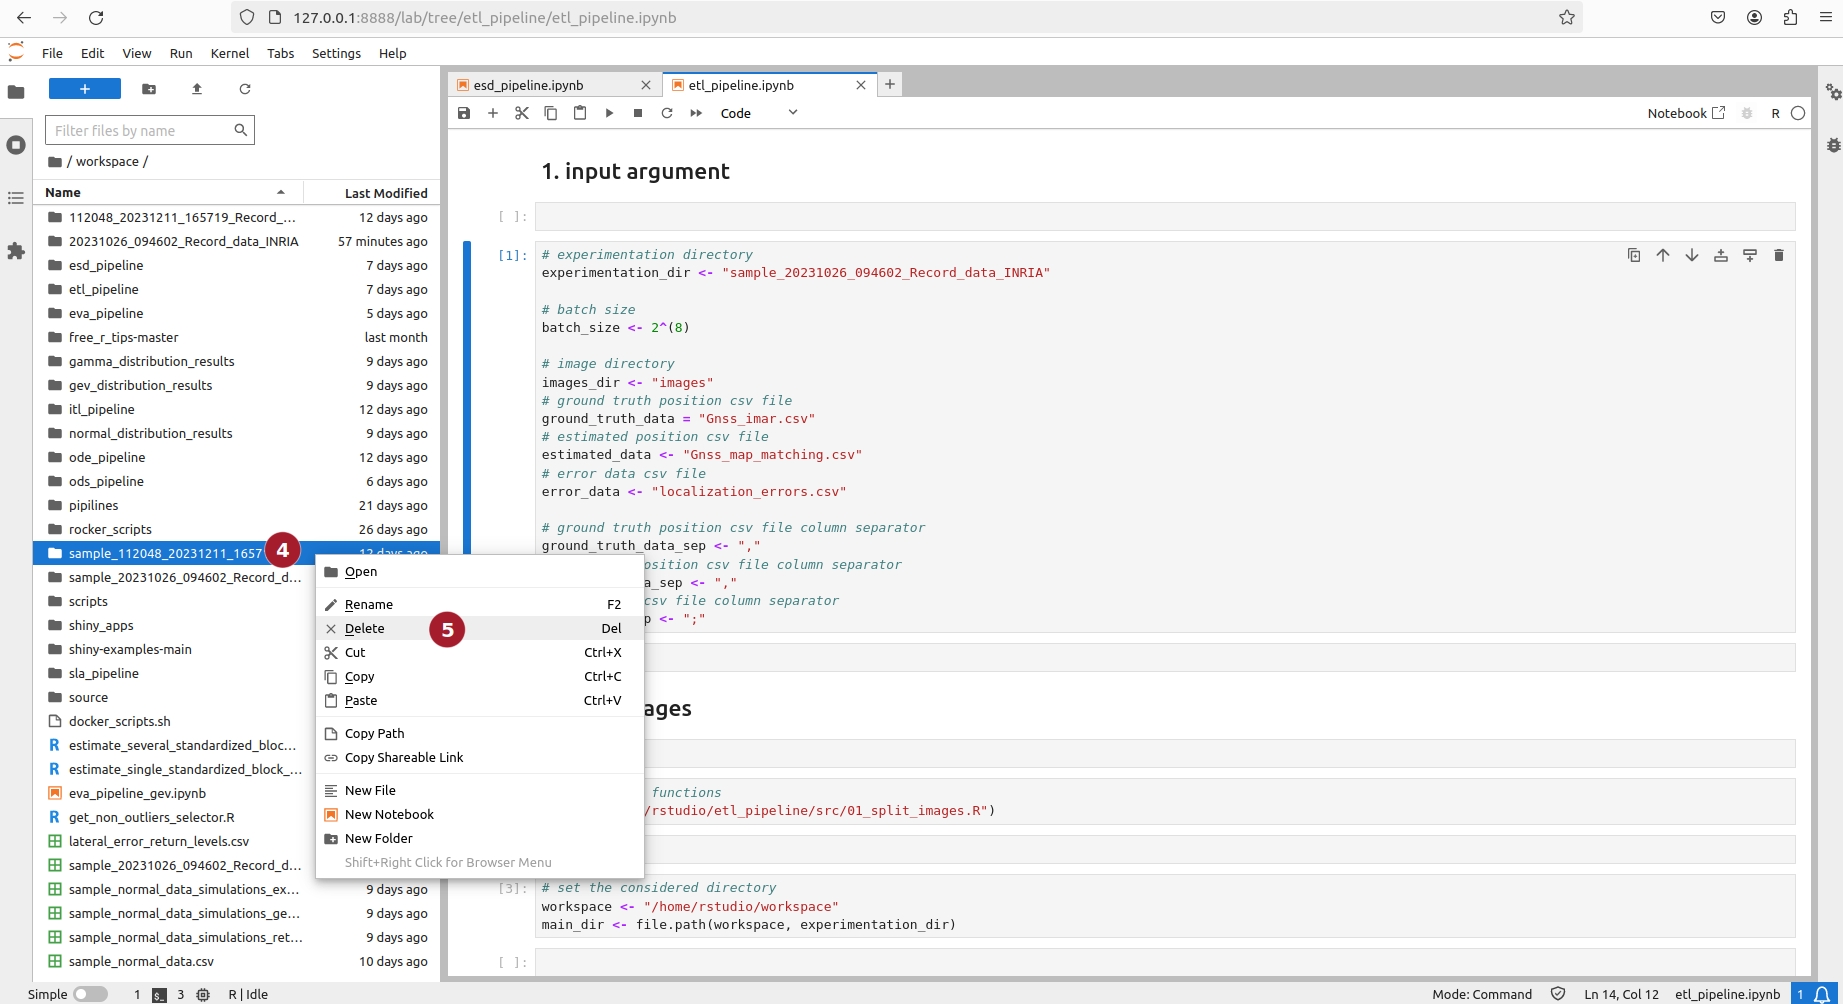 127.0.0.1:8888/lab/tree/etl_pipeline/etl_pipeline.ipynb
File Edit View Run Kernel Tabs Settings Help
+
Filter files by name
/ workspace /
Name Last Modified
112048_20231211_165719_Record_... 12 days ago
20231026_094602_Record_data_INRIA 57 minutes ago
esd_pipeline 7 days ago
etl_pipeline 7 days ago
eva_pipeline 5 days ago
free_r_tips-master last month
gamma_distribution_results 9 days ago
gev_distribution_results 9 days ago
itl_pipeline 12 days ago
normal_distribution_results 9 days ago
ode_pipeline 12 days ago
ods_pipeline 6 days ago
pipilines 21 days ago
rocker_scripts 26 days ago
sample_112048_20231211_1657 4 12 days ago
sample_20231026_094602_Record_d...
scripts
shiny_apps
shiny-examples-main
sla_pipeline
source
docker_scripts.sh
estimate_several_standardized_bloc...
estimate_single_standardized_block_...
eva_pipeline_gev.ipynb
get_non_outliers_selector.R
lateral_error_return_levels.csv
sample_20231026_094602_Record_d...
sample_normal_data_simulations_ex... 9 days ago
sample_normal_data_simulations_ge... 9 days ago
sample_normal_data_simulations_ret... 9 days ago
sample_normal_data.csv 10 days ago
Open
Rename F2
Delete 5 Del
Cut Ctrl+X
Copy Ctrl+C
Paste Ctrl+V
Copy Path
Copy Shareable Link
New File
New Notebook
New Folder
Shift+Right Click for Browser Menu
esd_pipeline.ipynb etl_pipeline.ipynb
Code Notebook R
1. input argument
[ ]:
[1]: # experimentation directory
experimentation_dir <- "sample_20231026_094602_Record_data_INRIA"
# batch size
batch_size <- 2^(8)
# image directory
images_dir <- "images"
# ground truth position csv file
ground_truth_data = "Gnss_imar.csv"
# estimated position csv file
estimated_data <- "Gnss_map_matching.csv"
# error data csv file
error_data <- "localization_errors.csv"
# ground truth position csv file column separator
ground_truth_data_sep <- ","
osition csv file column separator
a_sep <- ","
csv file column separator
p <- ";"
ages
functions
/rstudio/etl_pipeline/src/01_split_images.R")
[3]: # set the considered directory
workspace <- "/home/rstudio/workspace"
main_dir <- file.path(workspace, experimentation_dir)
[ ]:
Simple 1 $_ 3 R | Idle Mode: Command Ln 14, Col 12 etl_pipeline.ipynb 1